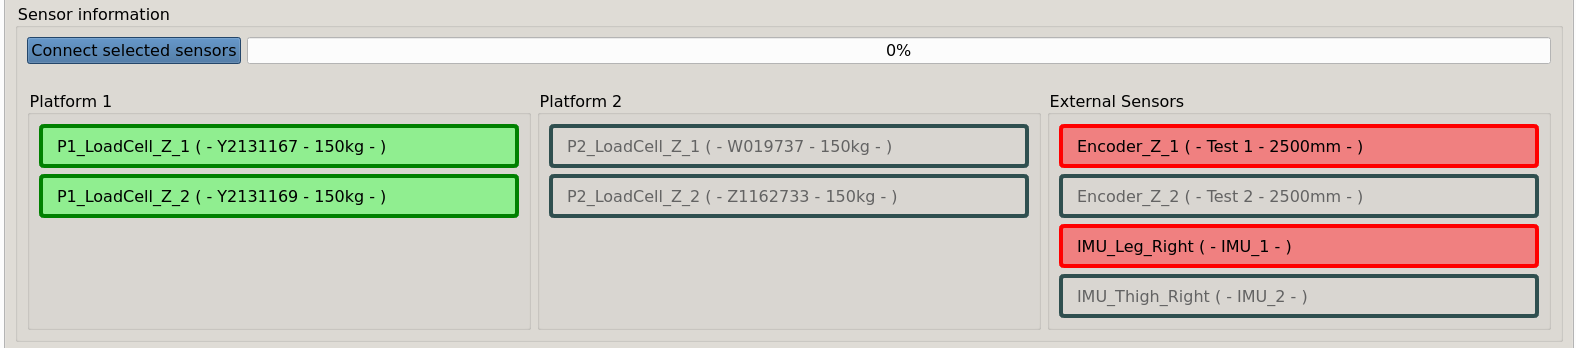 Sensor information
Connect selected sensors
0%
Platform 1
P1_LoadCell_Z_1 ( - Y2131167 - 150kg - )
P1_LoadCell_Z_2 ( - Y2131169 - 150kg - )
Platform 2
P2_LoadCell_Z_1 ( - W019737 - 150kg - )
P2_LoadCell_Z_2 ( - Z1162733 - 150kg - )
External Sensors
Encoder_Z_1 ( - Test 1 - 2500mm - )
Encoder_Z_2 ( - Test 2 - 2500mm - )
IMU_Leg_Right ( - IMU_1 - )
IMU_Thigh_Right ( - IMU_2 - )